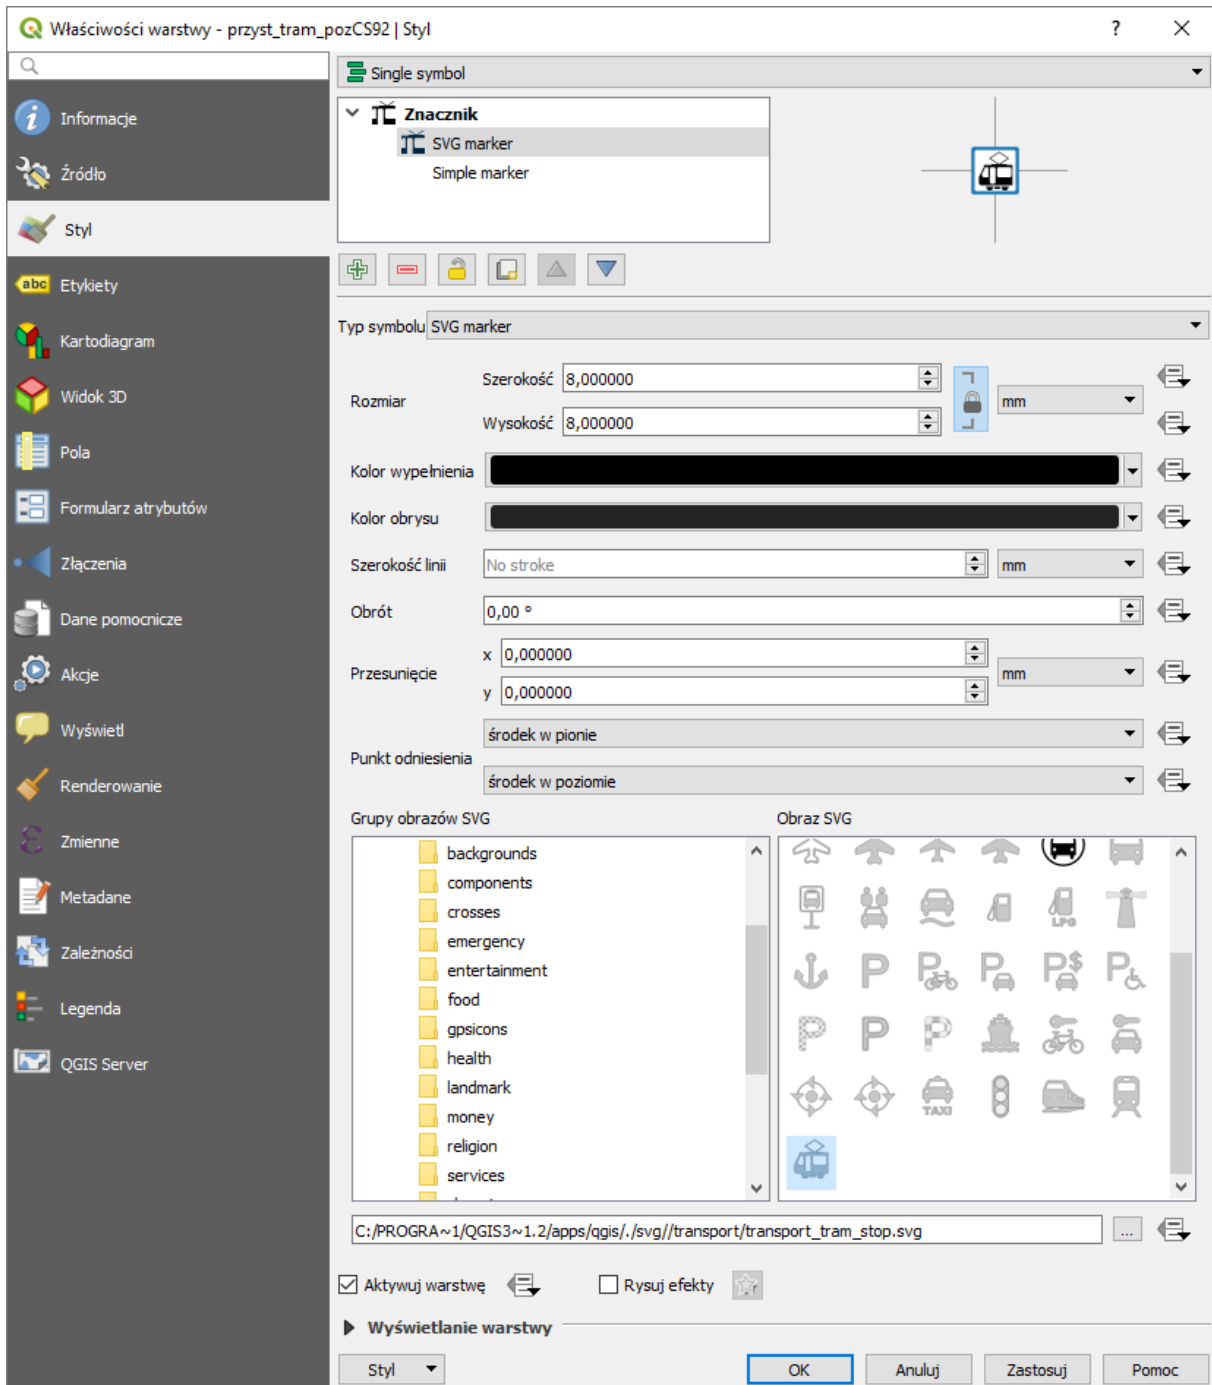 Właściwości warstwy - przyst_tram_pozCS92 | Styl
?
Single symbol
Informacje
Źródło
Styl
abc Etykiety
Kartodiagram
Widok 3D
Pola
Formularz atrybutów
Złączenia
Dane pomocnicze
Akcje
Wyświetl
Renderowanie
Zmienne
Metadane
Zależności
Legenda
QGIS Server
Znacznik
SVG marker
Simple marker
Typ symbolu SVG marker
Rozmiar
Szerokość 8,000000
Wysokość 8,000000
mm
Kolor wypełnienia
Kolor obrysu
Szerokość linii No stroke mm
Obrót 0,00 °
Przesunięcie
x 0,000000
y 0,000000
mm
Punkt odniesienia
środek w pionie
środek w poziomie
Grupy obrazów SVG
backgrounds
components
crosses
emergency
entertainment
food
gpsicons
health
landmark
money
religion
services
Obraz SVG
LPG
P P P P$ P
P P P
TAXI
C:/PROGRA~1/QGIS3~1.2/apps/qgis/./svg//transport/transport_tram_stop.svg
...
Aktywuj warstwę Rysuj efekty
Wyświetlanie warstwy
Styl OK Anuluj Zastosuj Pomoc